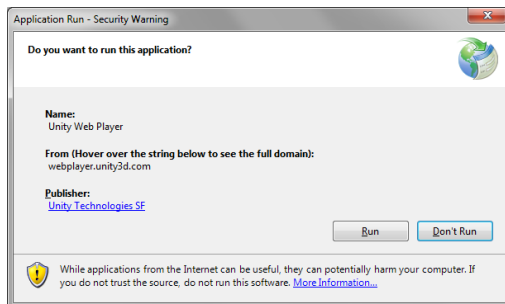 Application Run - Security Warning
Do you want to run this application?
Name:
Unity Web Player
From (Hover over the string below to see the full domain):
webplayer.unity3d.com
Publisher:
Unity Technologies SF
Run Don't Run
While applications from the Internet can be useful, they can potentially harm your computer. If
you do not trust the source, do not run this software. More Information...